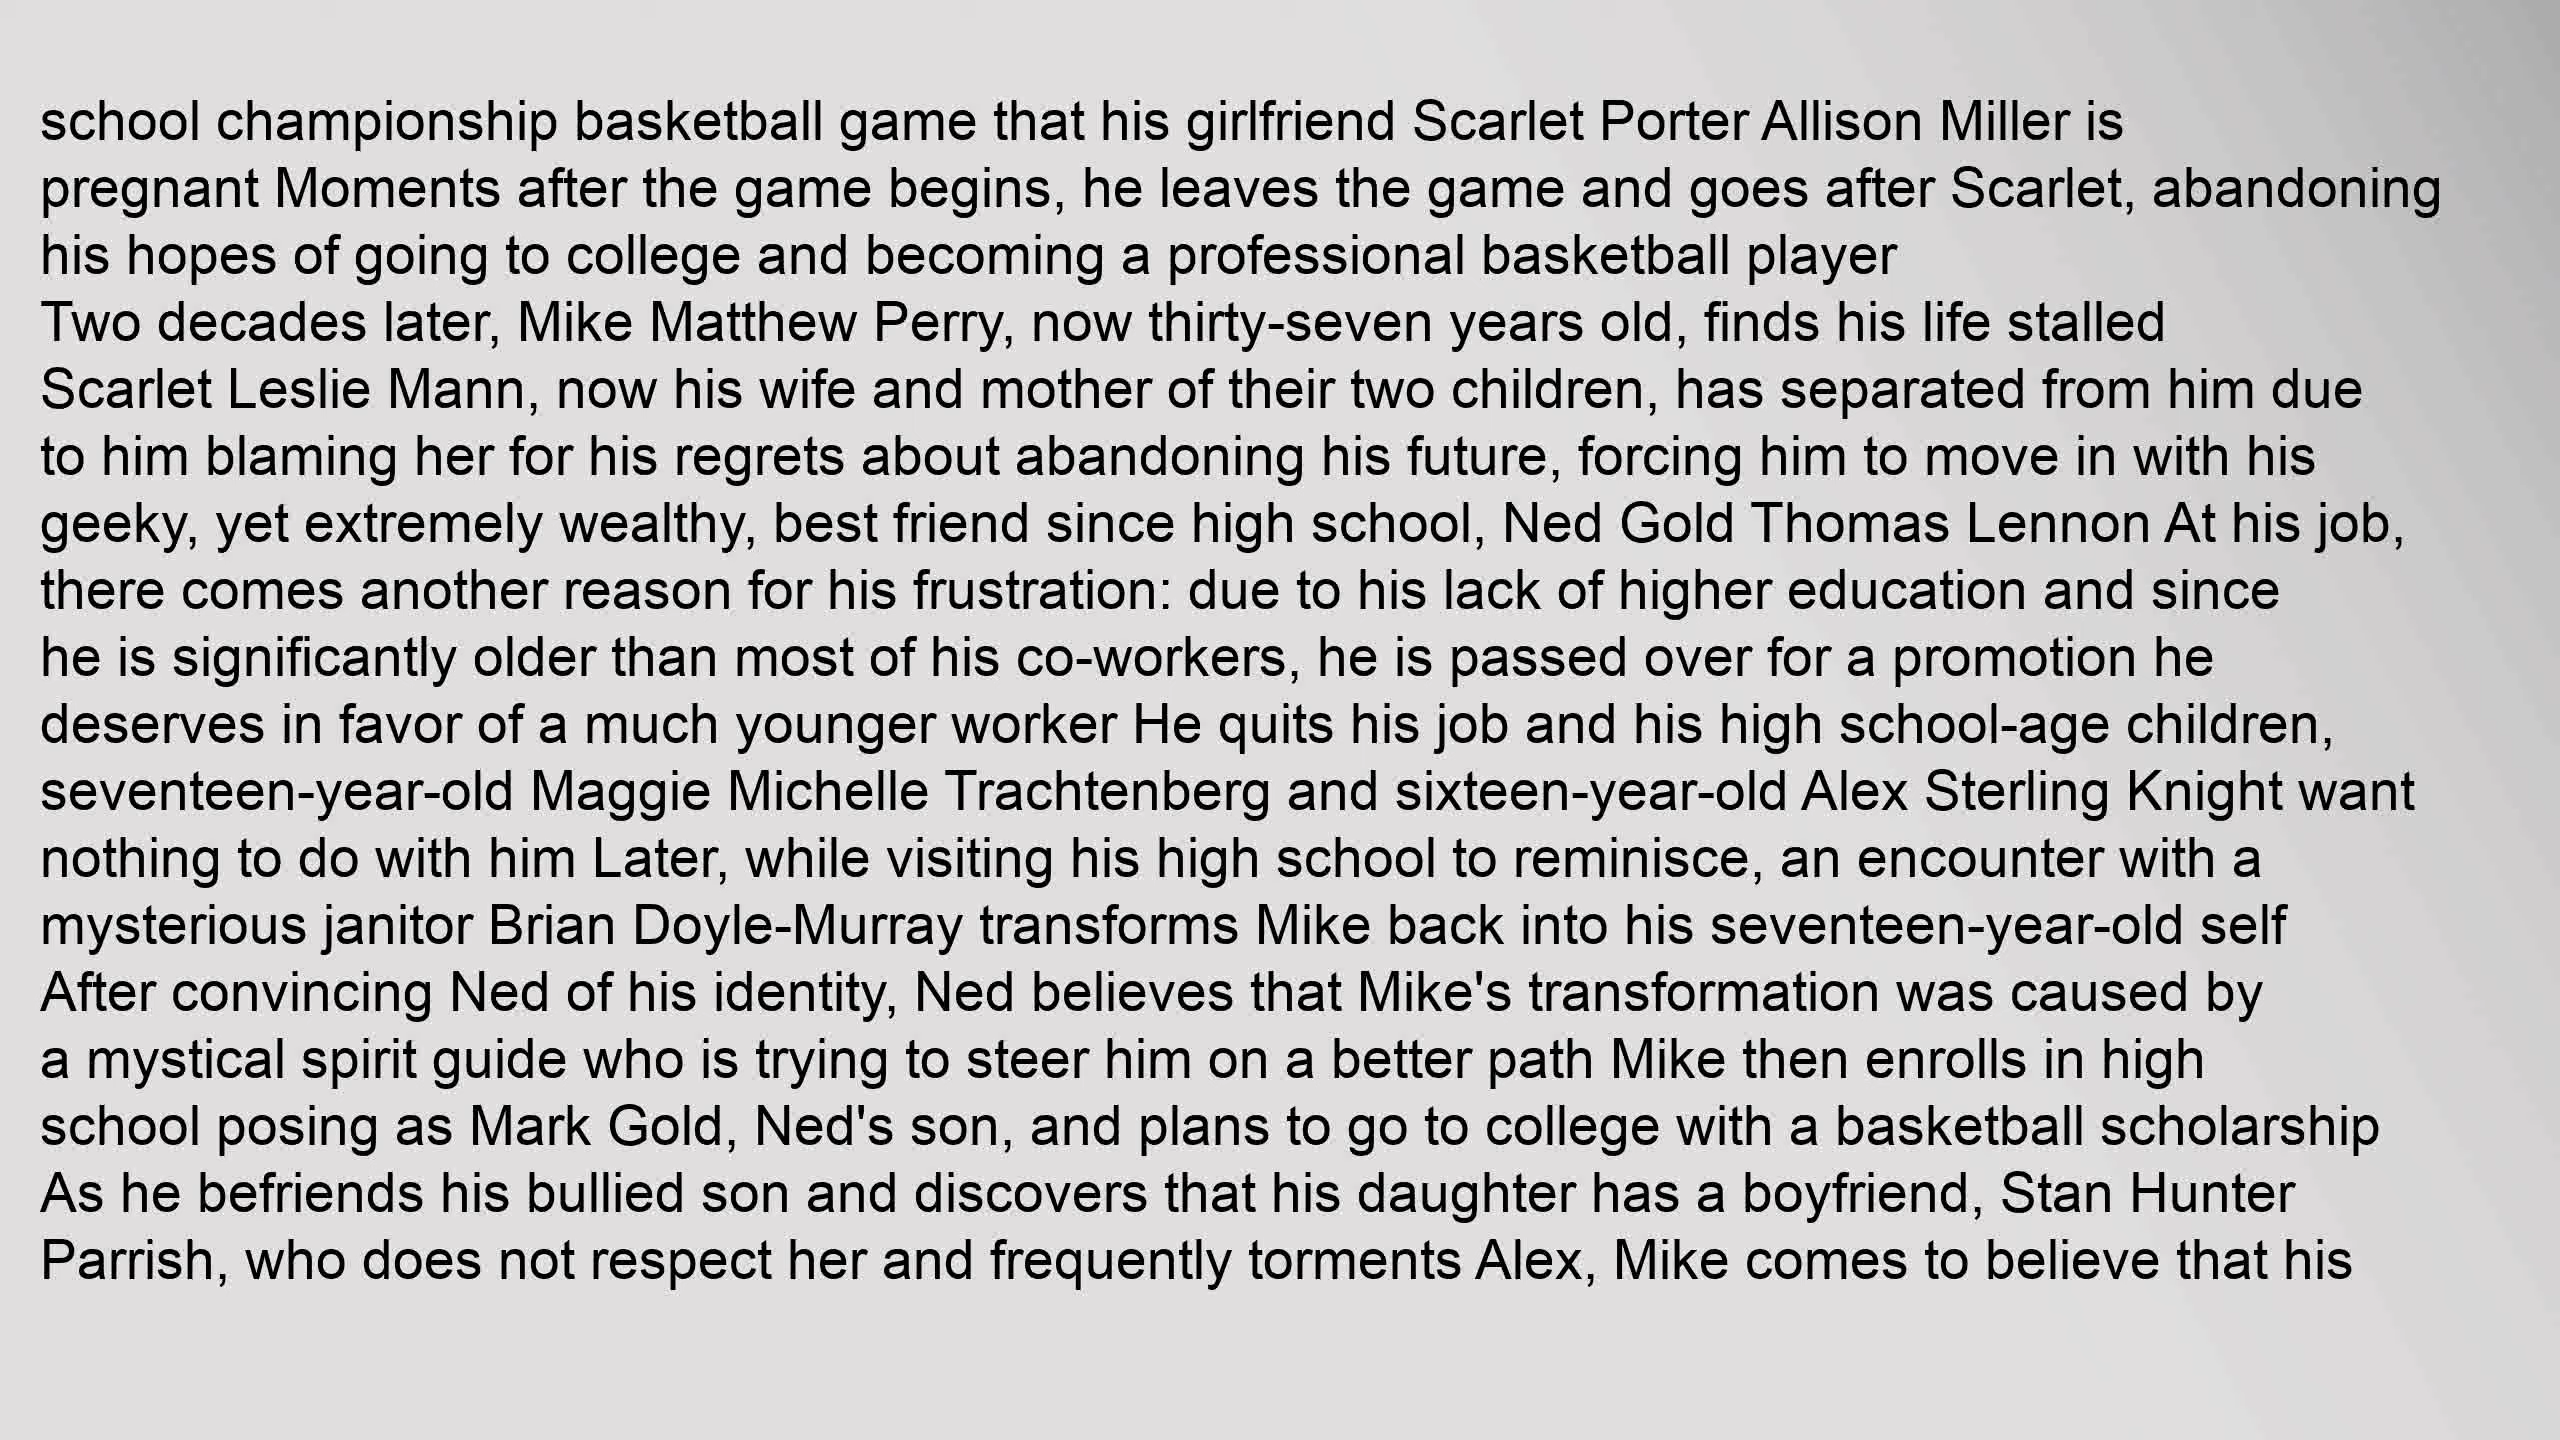 school championship basketball game that his girlfriend Scarlet Porter Allison Miller is
pregnant Moments after the game begins, he leaves the game and goes after Scarlet, abandoning
his hopes of going to college and becoming a professional basketball player
Two decades later, Mike Matthew Perry, now thirty-seven years old, finds his life stalled
Scarlet Leslie Mann, now his wife and mother of their two children, has separated from him due
to him blaming her for his regrets about abandoning his future, forcing him to move in with his
geeky, yet extremely wealthy, best friend since high school, Ned Gold Thomas Lennon At his job,
there comes another reason for his frustration: due to his lack of higher education and since
he is significantly older than most of his co-workers, he is passed over for a promotion he
deserves in favor of a much younger worker He quits his job and his high school-age children,
seventeen-year-old Maggie Michelle Trachtenberg and sixteen-year-old Alex Sterling Knight want
nothing to do with him Later, while visiting his high school to reminisce, an encounter with a
mysterious janitor Brian Doyle-Murray transforms Mike back into his seventeen-year-old self
After convincing Ned of his identity, Ned believes that Mike's transformation was caused by
a mystical spirit guide who is trying to steer him on a better path Mike then enrolls in high
school posing as Mark Gold, Ned's son, and plans to go to college with a basketball scholarship
As he befriends his bullied son and discovers that his daughter has a boyfriend, Stan Hunter
Parrish, who does not respect her and frequently torments Alex, Mike comes to believe that his